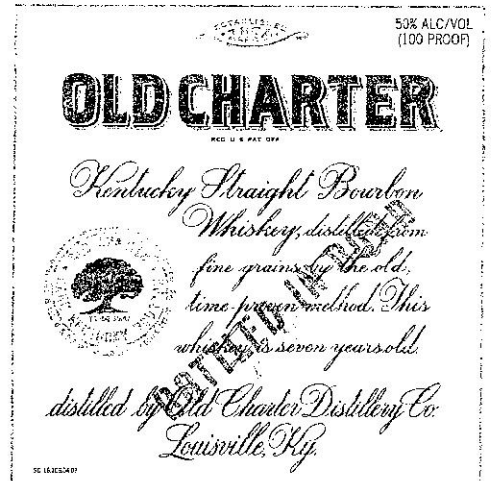 ESTABLISHED
50% ALC/VOL
(100 PROOF)
OLD CHARTER
REG U S PAT OFF
Kentucky Straight Bourbon
Whiskey, distilled from
fine grains by the old,
time-proven method. This
whiskey is seven years old.
distilled by Old Charter Distillery Co.
Louisville, Ky.